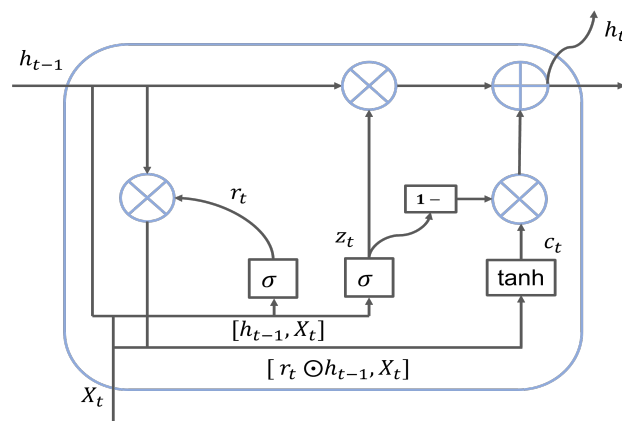 h_{t−1}
h_t
r_t
z_t
1 −
c_t
σ
σ
tanh
[h_{t−1}, X_t]
[ r_t ⊙h_{t−1}, X_t]
X_t